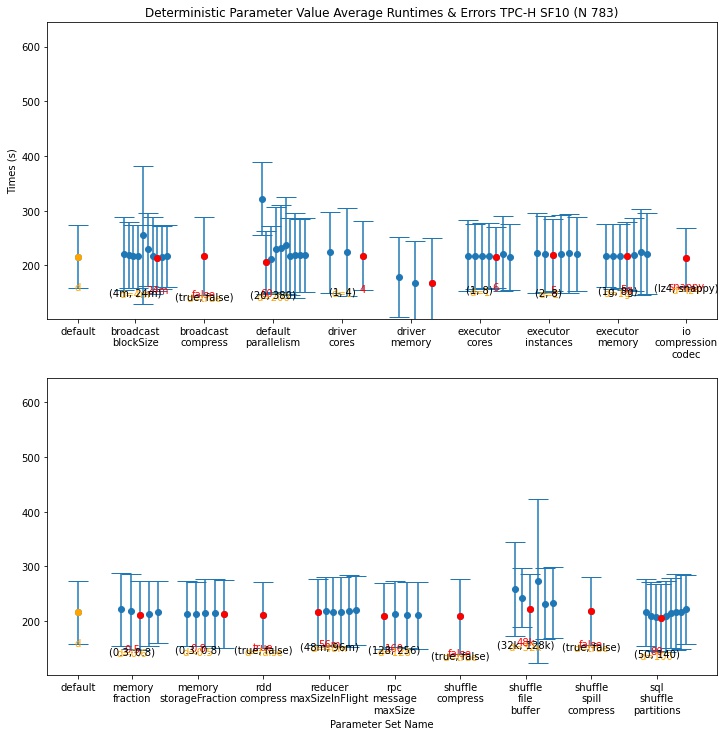 Deterministic Parameter Value Average Runtimes & Errors TPC-H SF10 (N 783)
Times (s)
600
500
400
300
200
(4m, 24m)
(true, false)
(20, 380)
(1, 4)
4
(1, 8)
6
(2, 8)
(1g, 8g)
(lz4, snappy)
default
broadcast
blockSize
broadcast
compress
default
parallelism
driver
cores
driver
memory
executor
cores
executor
instances
executor
memory
io
compression
codec
600
500
400
300
200
(0.3, 0.8)
(0.3, 0.8)
(true, false)
(48m, 96m)
(128, 256)
(true, false)
(32k, 128k)
(true, false)
(50, 140)
default
memory
fraction
memory
storageFraction
rdd
compress
reducer
maxSizeInFlight
rpc
message
maxSize
shuffle
compress
shuffle
file
buffer
shuffle
spill
compress
sql
shuffle
partitions
Parameter Set Name